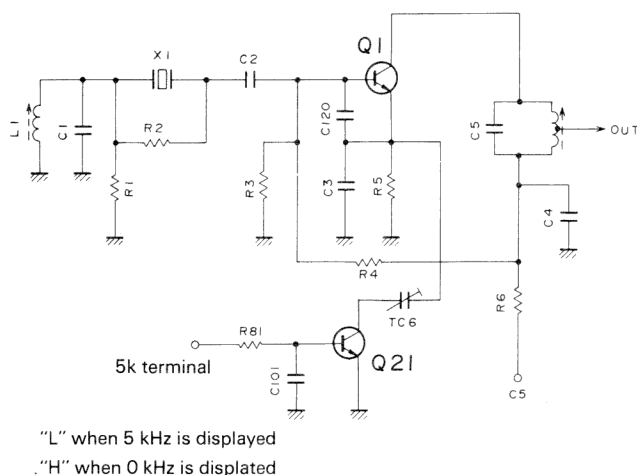 Q1
X1
C2
L1
C1
R2
C120
C5
OUT
R1
R3
C3
R5
C4
R4
R6
TC6
R81
5k terminal
Q21
C101
C5
"L" when 5 kHz is displayed
."H" when 0 kHz is displated